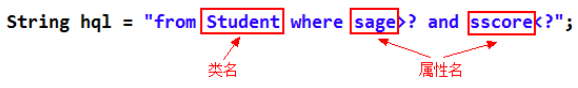 String hql = "from Student where sage>? and sscore<?";
类名 属性名